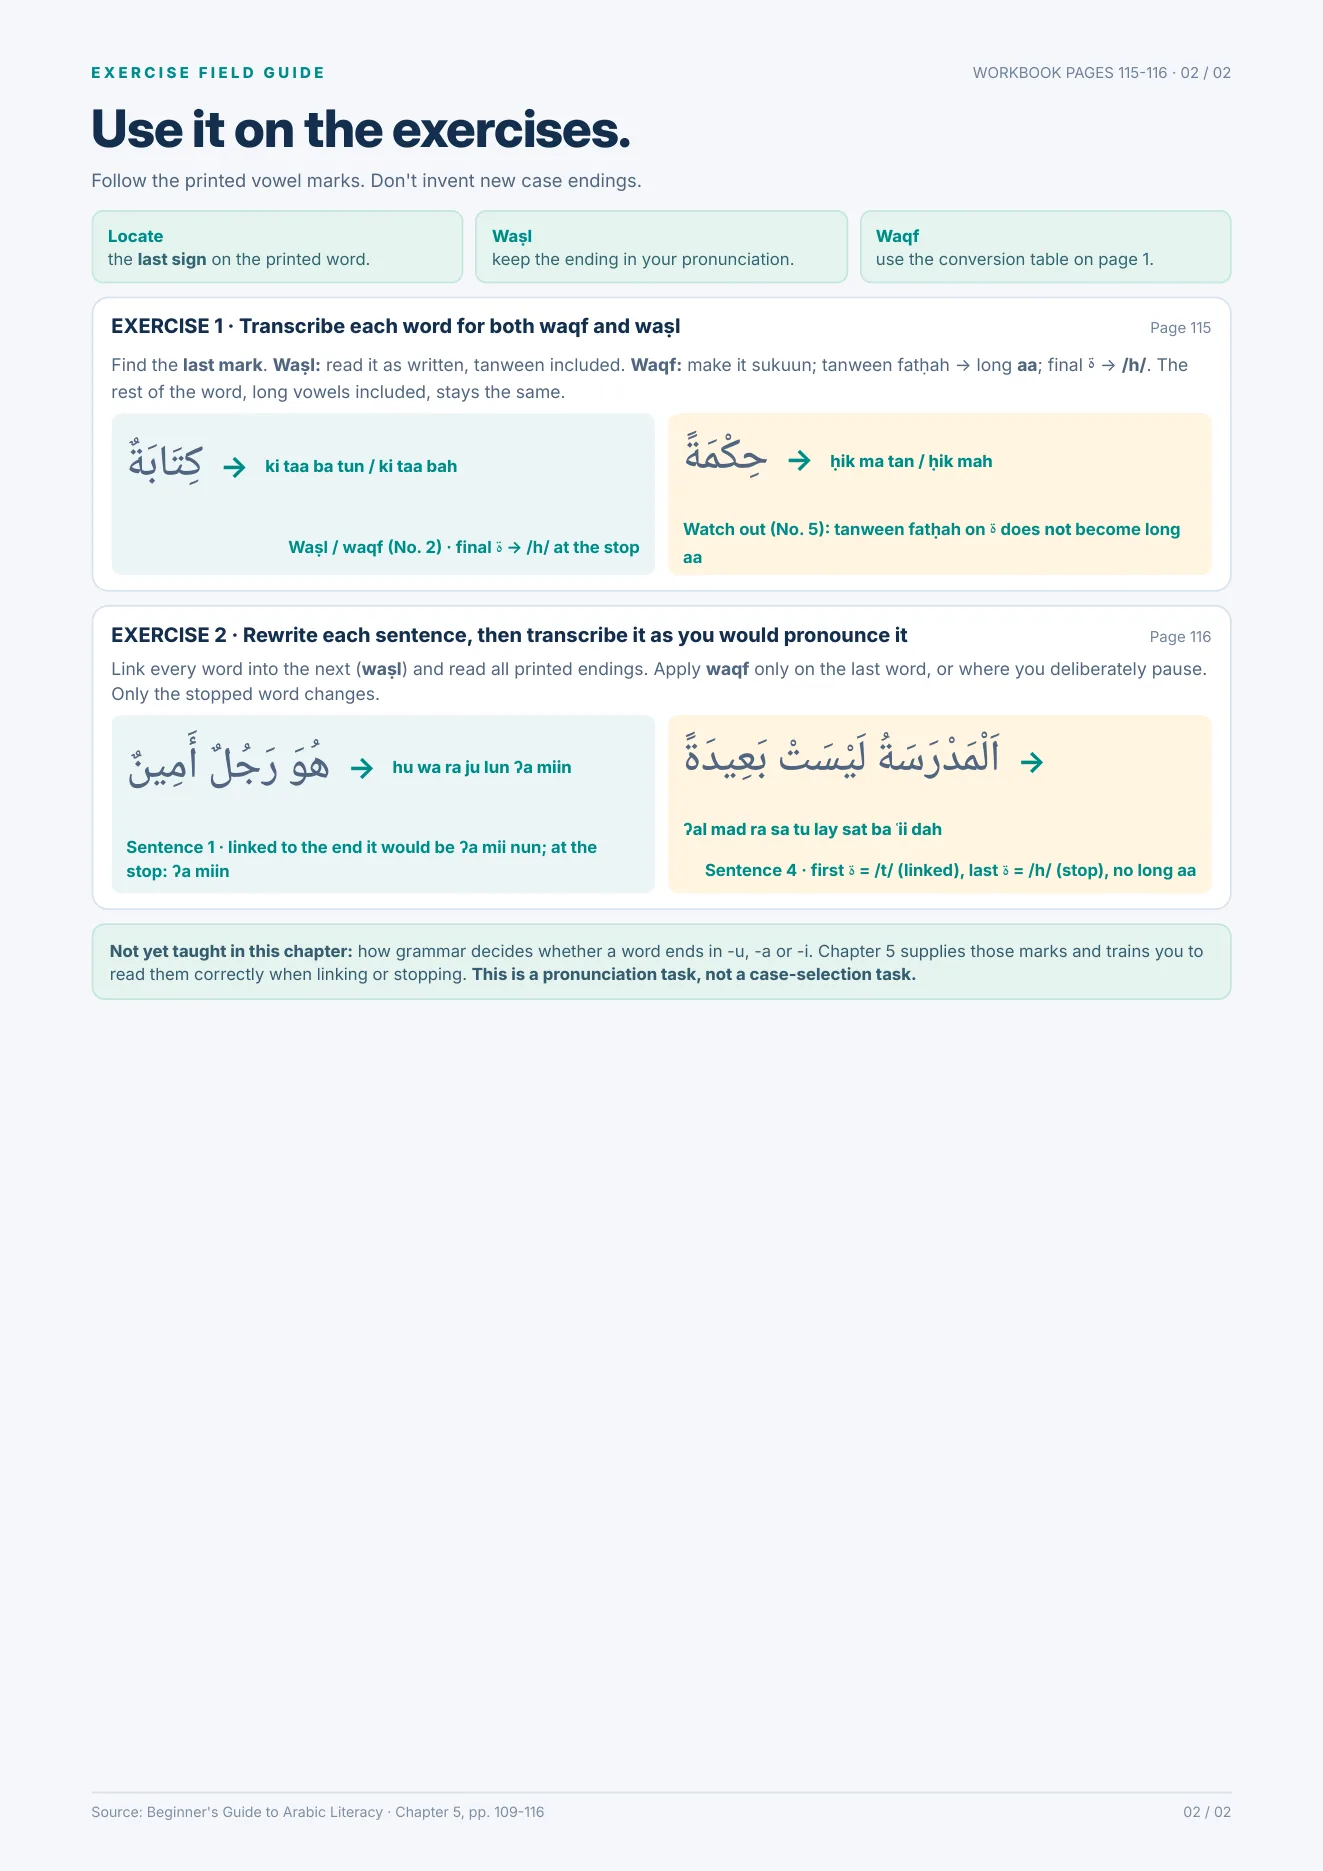 EXERCISE FIELD GUIDE
WORKBOOK PAGES 115-116 · 02 / 02
Use it on the exercises.
Follow the printed vowel marks. Don't invent new case endings.
Locate
the last sign on the printed word.
Waṣl
keep the ending in your pronunciation.
Waqf
use the conversion table on page 1.
EXERCISE 1 · Transcribe each word for both waqf and waṣl
Page 115
Find the last mark. Waṣl: read it as written, tanween included. Waqf: make it sukuun; tanween fatḥah → long aa; final ة → /h/. The
rest of the word, long vowels included, stays the same.
كِتَابَةٌ → ki taa ba tun / ki taa bah
Waṣl / waqf (No. 2) · final ة → /h/ at the stop
حِكْمَةً → ḥik ma tan / ḥik mah
Watch out (No. 5): tanween fatḥah on ة does not become long
aa
EXERCISE 2 · Rewrite each sentence, then transcribe it as you would pronounce it
Page 116
Link every word into the next (waṣl) and read all printed endings. Apply waqf only on the last word, or where you deliberately pause.
Only the stopped word changes.
هُوَ رَجُلٌ أَمِينٌ → hu wa ra ju lun ʔa miin
Sentence 1 · linked to the end it would be ʔa mii nun; at the
stop: ʔa miin
اَلْمَدْرَسَةُ لَيْسَتْ بَعِيدَةً →
ʔal mad ra sa tu lay sat ba ʿii dah
Sentence 4 · first ة = /t/ (linked), last ة = /h/ (stop), no long aa
Not yet taught in this chapter: how grammar decides whether a word ends in -u, -a or -i. Chapter 5 supplies those marks and trains you to
read them correctly when linking or stopping. This is a pronunciation task, not a case-selection task.
Source: Beginner's Guide to Arabic Literacy · Chapter 5, pp. 109-116
02 / 02